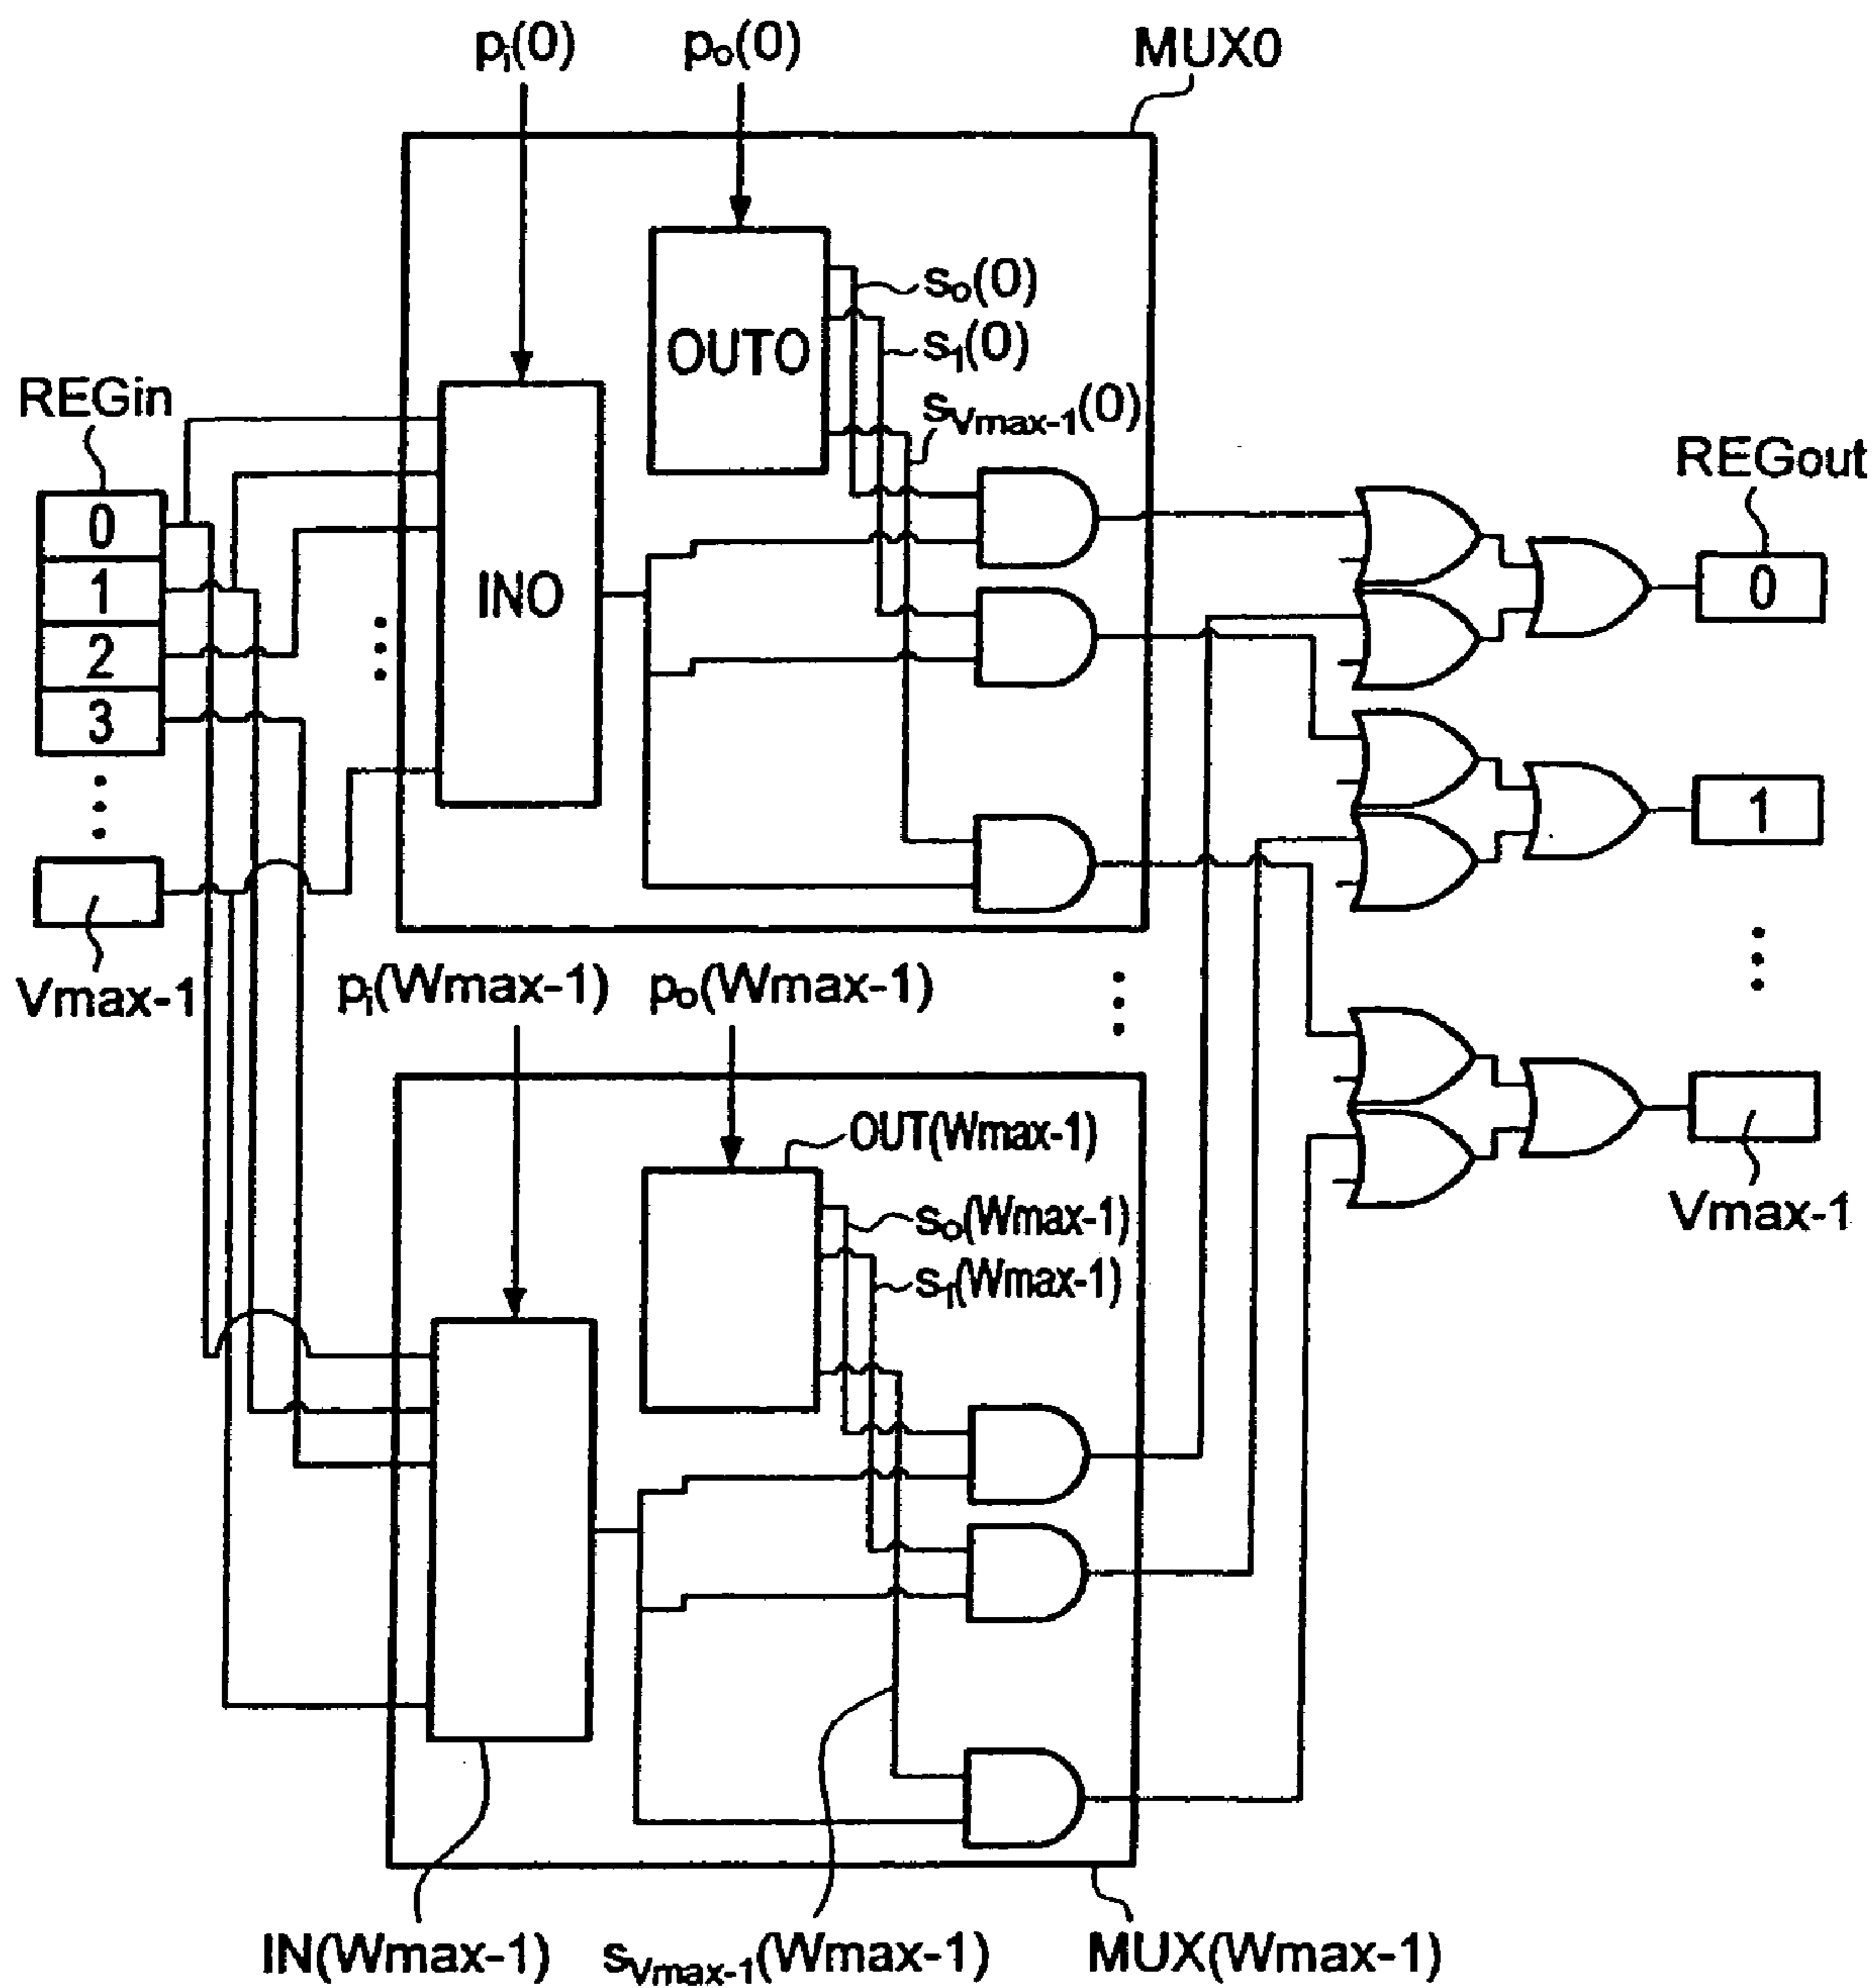 pi(0)
po(0)
MUX0
OUTO
so(0)
s1(0)
sVmax-1(0)
REGin
0
1
2
3
INO
REGout
0
1
Vmax-1
pi(Wmax-1)
po(Wmax-1)
OUT(Wmax-1)
so(Wmax-1)
s1(Wmax-1)
Vmax-1
IN(Wmax-1)
sVmax-1(Wmax-1)
MUX(Wmax-1)